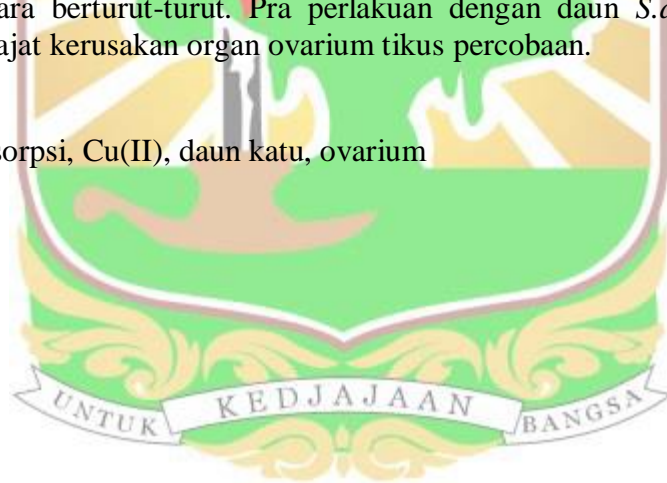 ara berturut-turut. Pra perlakuan dengan daun S.
ajat kerusakan organ ovarium tikus percobaan.
sorpsi, Cu(II), daun katu, ovarium
UNTUK KEDJAJAAN BANGSA